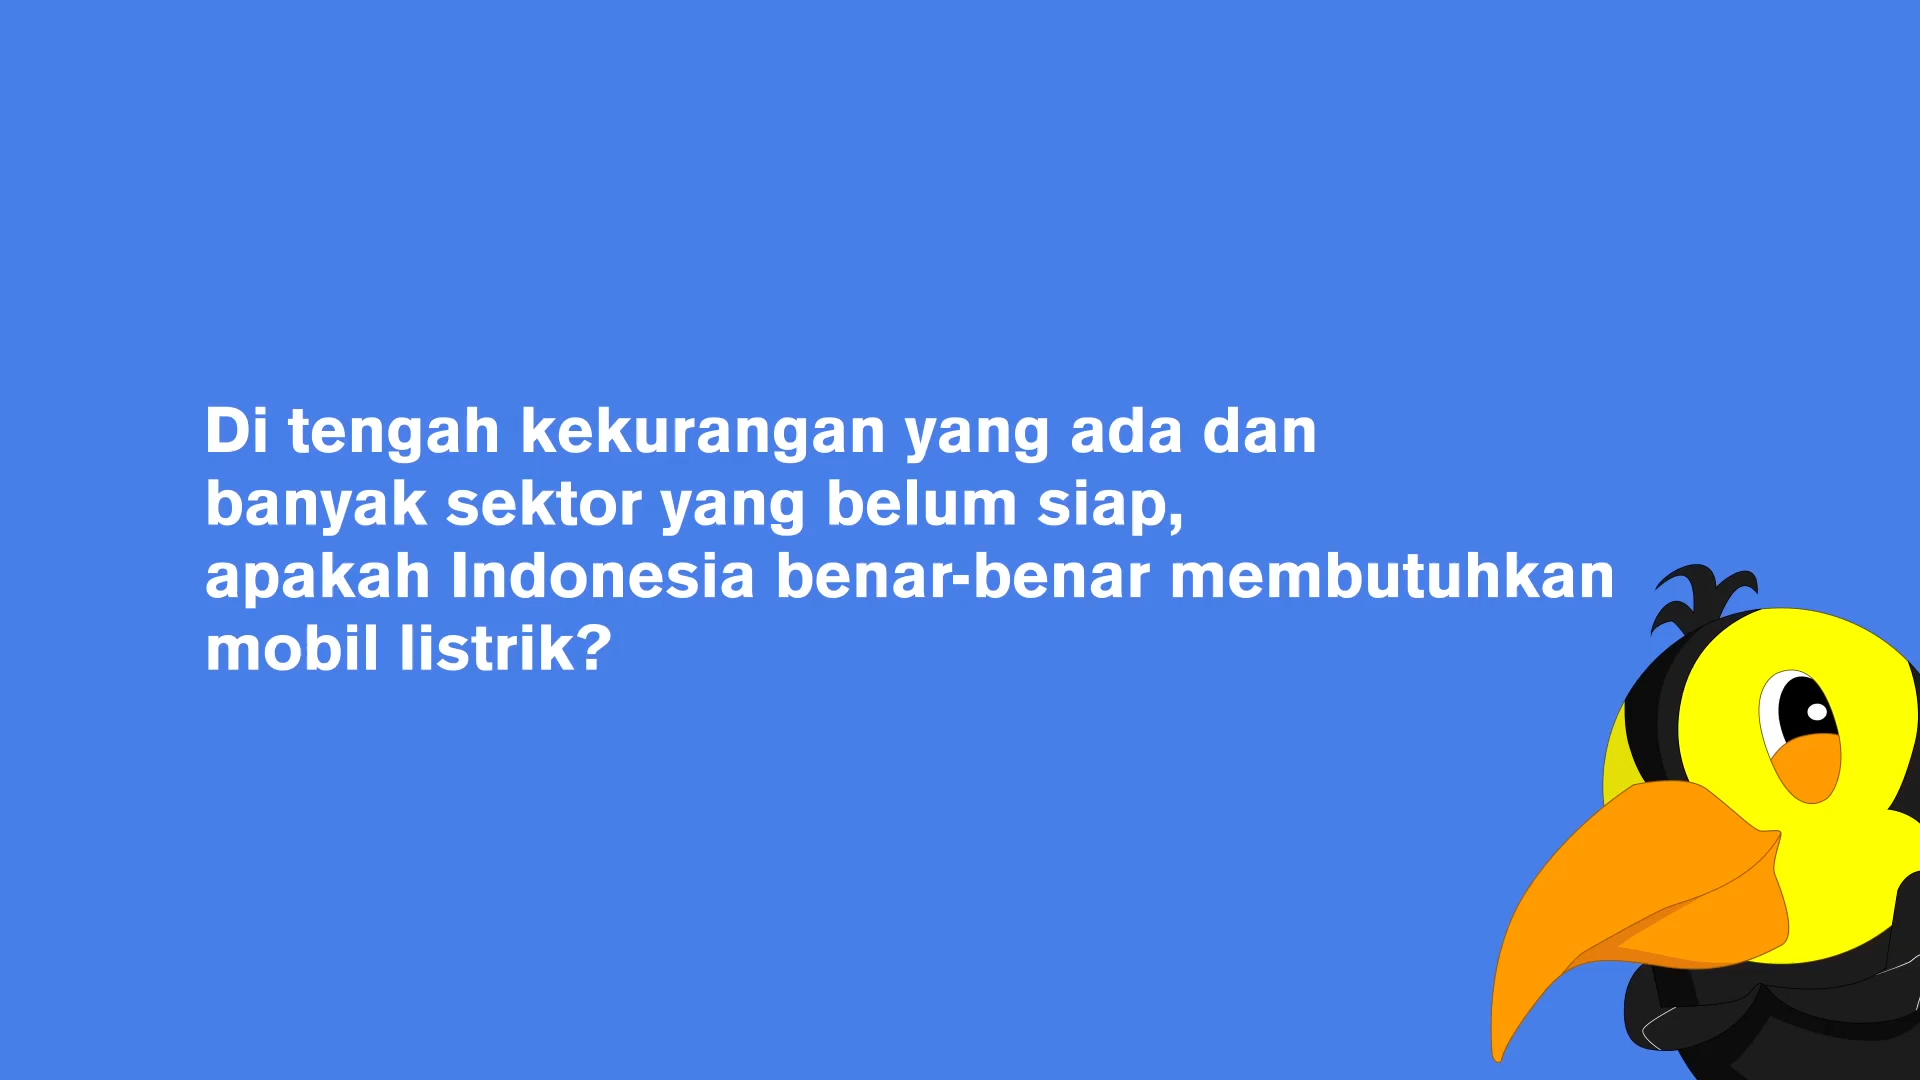 Di tengah kekurangan yang ada dan
banyak sektor yang belum siap,
apakah Indonesia benar-benar membutuhkan
mobil listrik?